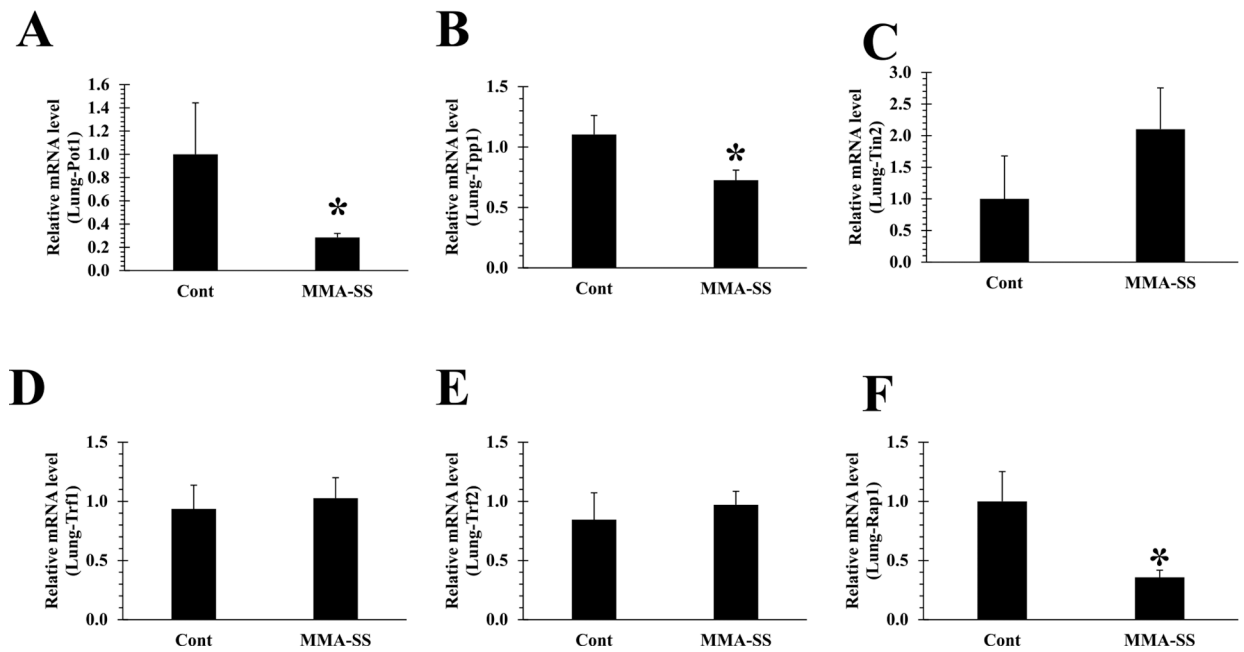 A
Relative mRNA level
(Lung-Pot1)
1.6
1.4
1.2
1.0
0.8
0.6
0.4
0.2
0.0
*
Cont
MMA-SS
B
Relative mRNA level
(Lung-Tpp1)
1.5
1.0
0.5
0.0
*
Cont
MMA-SS
C
Relative mRNA level
(Lung-Tin2)
3.0
2.5
2.0
1.5
1.0
0.5
0.0
Cont
MMA-SS
D
Relative mRNA level
(Lung-Trf1)
1.5
1.0
0.5
0.0
Cont
MMA-SS
E
Relative mRNA level
(Lung-Trf2)
1.5
1.0
0.5
0.0
Cont
MMA-SS
F
Relative mRNA level
(Lung-Rap1)
1.5
1.0
0.5
0.0
*
Cont
MMA-SS